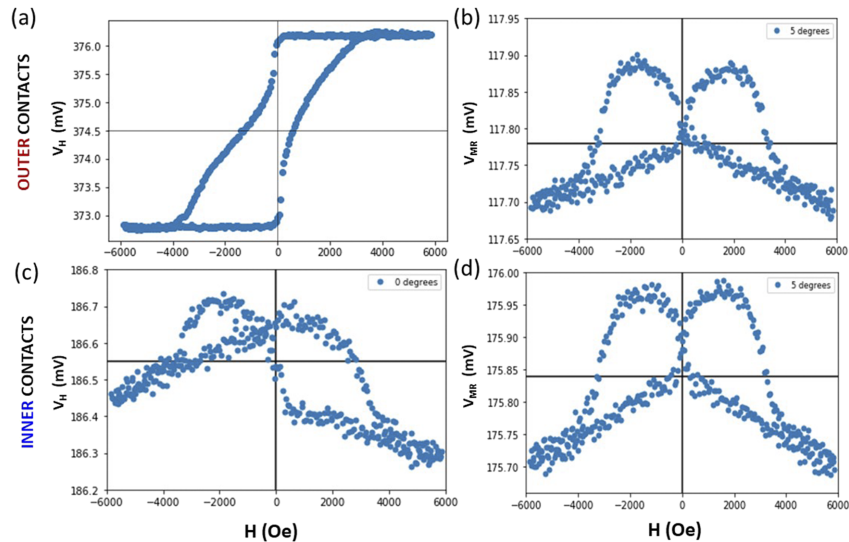 (a)
OUTER CONTACTS
V_H (mV)
376.0
375.5
375.0
374.5
374.0
373.5
373.0
−6000 −4000 −2000 0 2000 4000 6000
(b)
5 degrees
V_MR (mV)
117.95
117.90
117.85
117.80
117.75
117.70
117.65
−6000 −4000 −2000 0 2000 4000 6000
(c)
INNER CONTACTS
0 degrees
V_H (mV)
186.8
186.7
186.6
186.5
186.4
186.3
186.2
−6000 −4000 −2000 0 2000 4000 6000
H (Oe)
(d)
5 degrees
V_MR (mV)
176.00
175.95
175.90
175.84
175.80
175.75
175.70
−6000 −4000 −2000 0 2000 4000 6000
H (Oe)